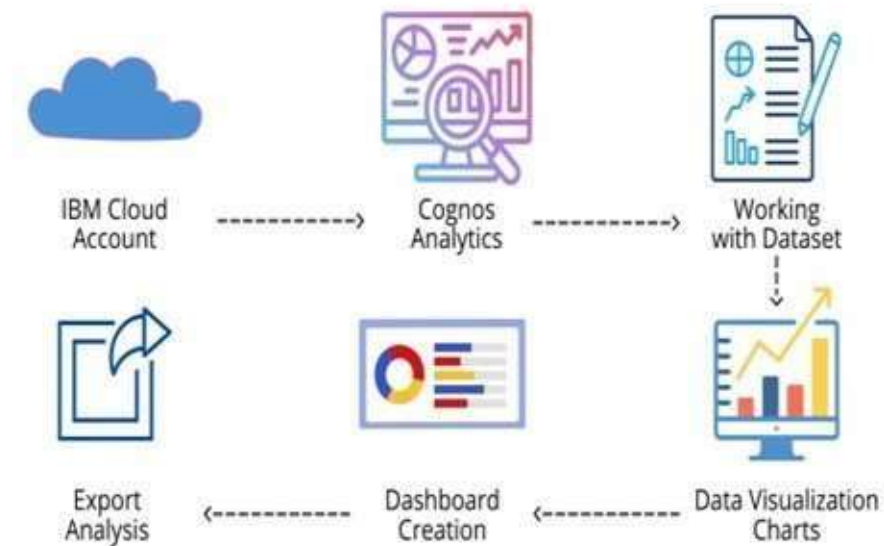 IBM Cloud
Account
Cognos
Analytics
Working
with Dataset
Export
Analysis
Dashboard
Creation
Data Visualization
Charts